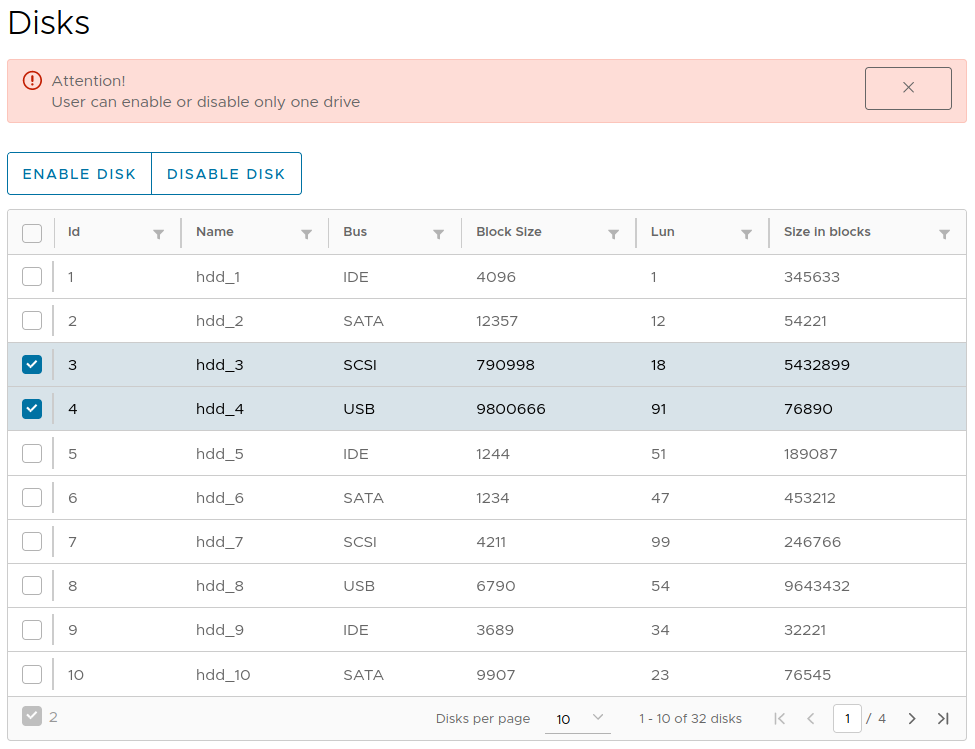 Disks
Attention!
User can enable or disable only one drive
ENABLE DISK DISABLE DISK
Id Name Bus Block Size Lun Size in blocks
1 hdd_1 IDE 4096 1 345633
2 hdd_2 SATA 12357 12 54221
3 hdd_3 SCSI 790998 18 5432899
4 hdd_4 USB 9800666 91 76890
5 hdd_5 IDE 1244 51 189087
6 hdd_6 SATA 1234 47 453212
7 hdd_7 SCSI 4211 99 246766
8 hdd_8 USB 6790 54 9643432
9 hdd_9 IDE 3689 34 32221
10 hdd_10 SATA 9907 23 76545
2 Disks per page 10 1 - 10 of 32 disks 1 / 4